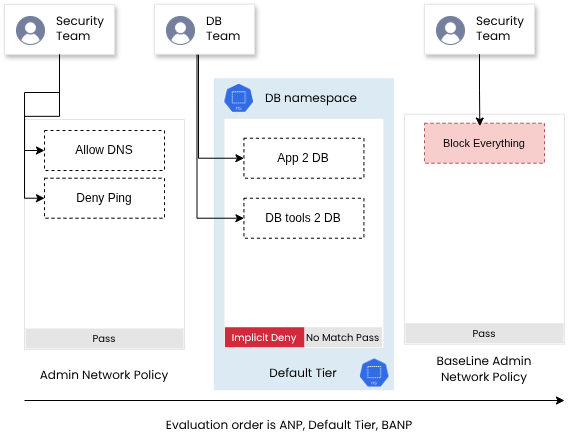 Security
Team
DB
Team
Security
Team
DB namespace
ns
Allow DNS
Deny Ping
App 2 DB
DB tools 2 DB
Block Everything
Pass
Implicit Deny
No Match Pass
Pass
Admin Network Policy
Default Tier
ns
BaseLine Admin
Network Policy
Evaluation order is ANP, Default Tier, BANP